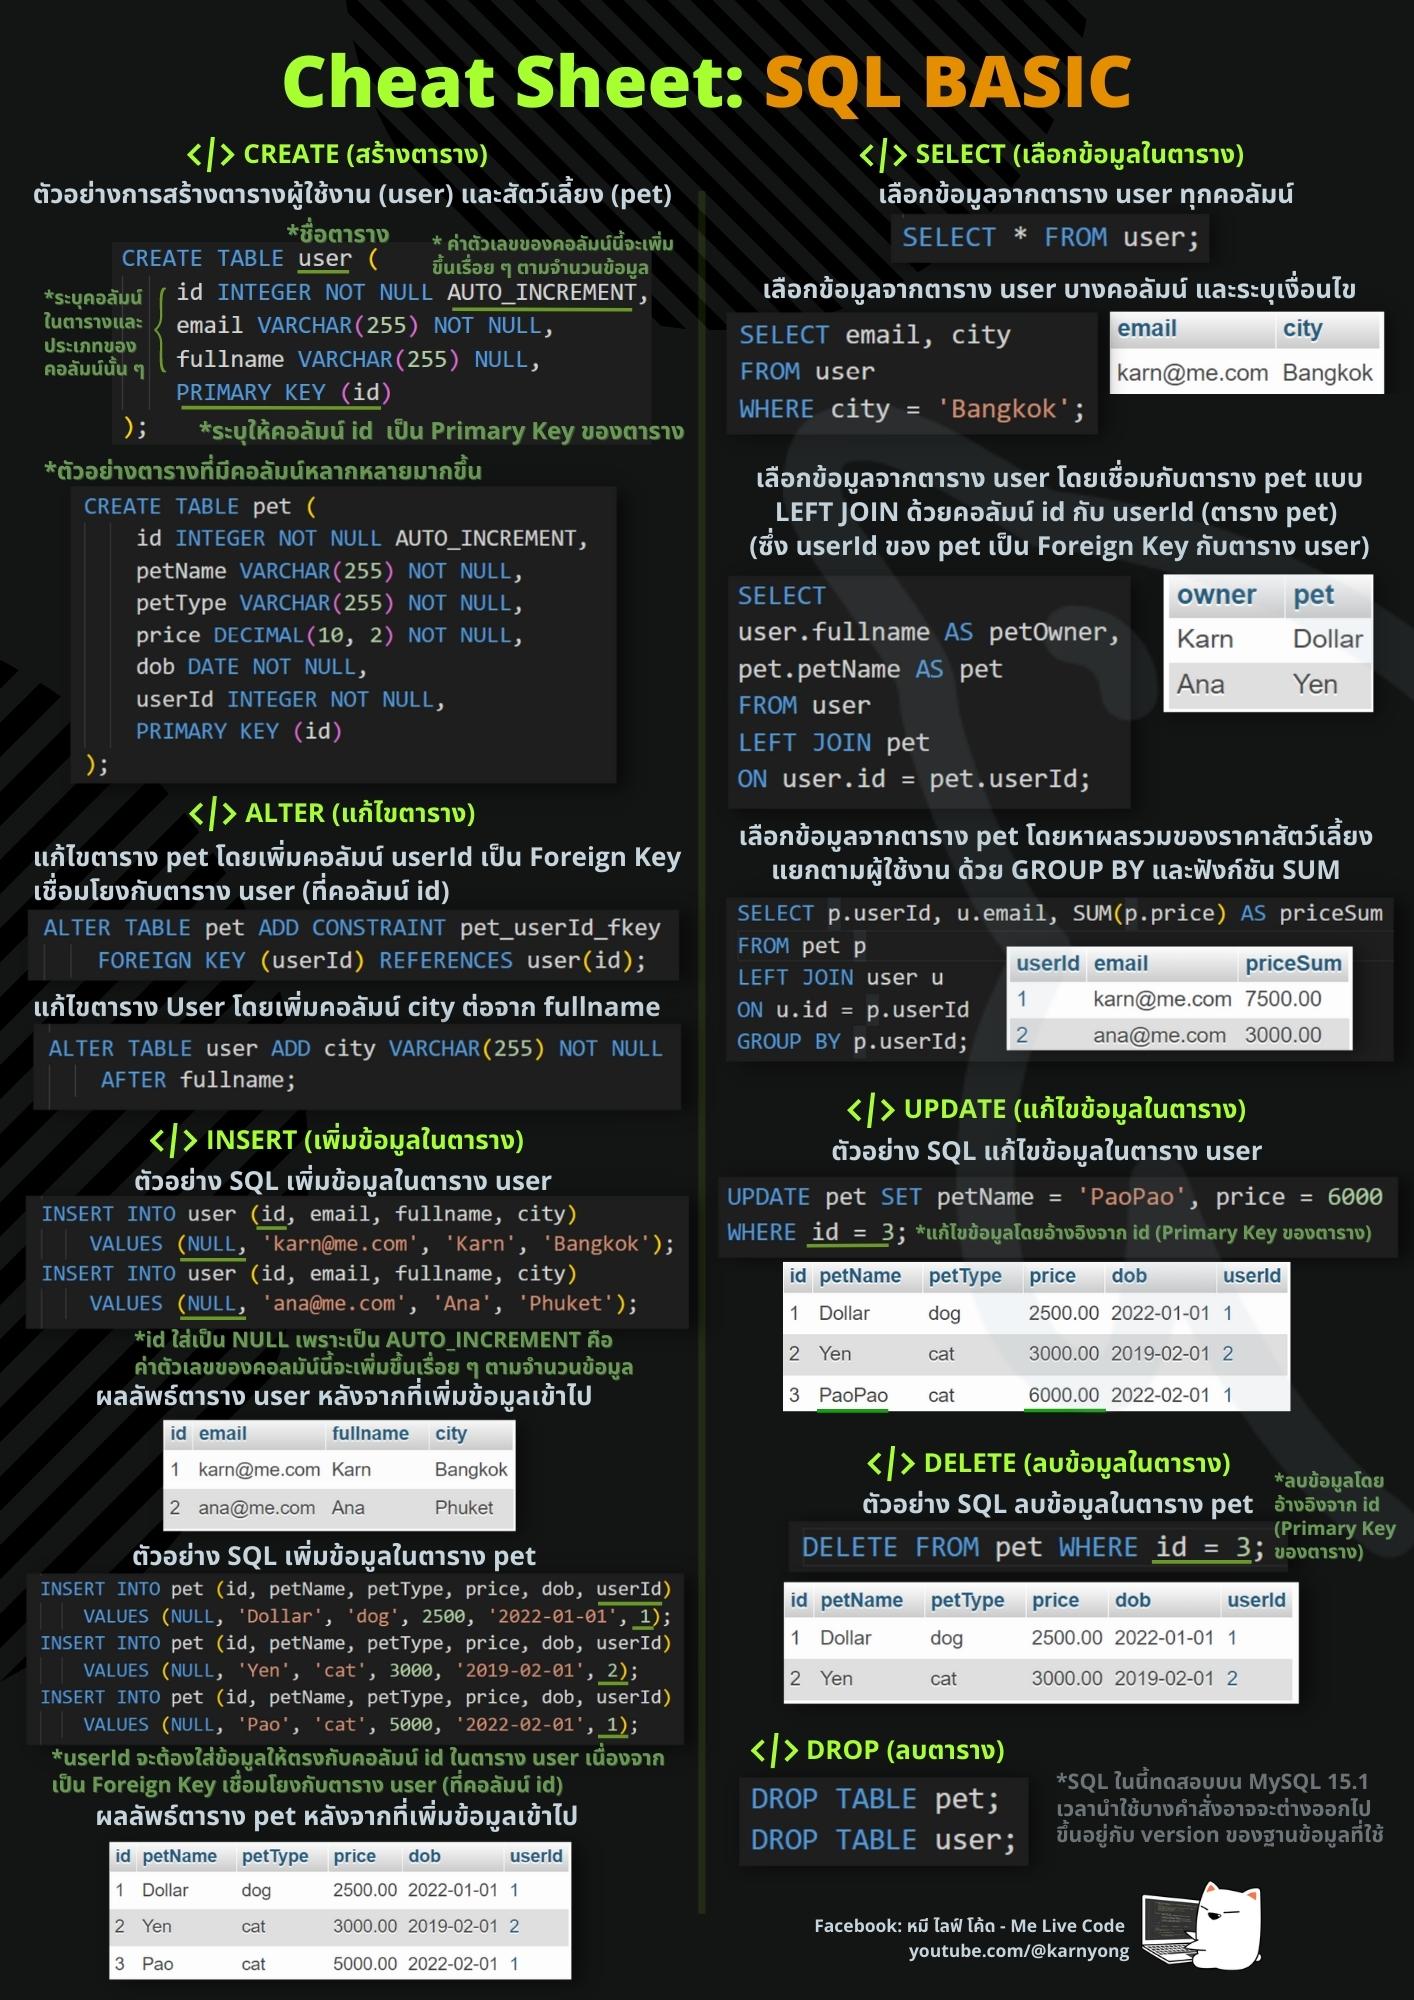 Cheat Sheet: SQL BASIC
</> CREATE (สร้างตาราง)
ตัวอย่างการสร้างตารางผู้ใช้งาน (user) และสัตว์เลี้ยง (pet)
*ชื่อตาราง
* ค่าตัวเลขของคอลัมน์นี้จะเพิ่ม
ขึ้นเรื่อย ๆ ตามจำนวนข้อมูล
*ระบุคอลัมน์
ในตารางและ
ประเภทของ
คอลัมน์นั้น ๆ
CREATE TABLE user (
id INTEGER NOT NULL AUTO_INCREMENT,
email VARCHAR(255) NOT NULL,
fullname VARCHAR(255) NULL,
PRIMARY KEY (id)
);
*ระบุให้คอลัมน์ id เป็น Primary Key ของตาราง
*ตัวอย่างตารางที่มีคอลัมน์หลากหลายมากขึ้น
CREATE TABLE pet (
id INTEGER NOT NULL AUTO_INCREMENT,
petName VARCHAR(255) NOT NULL,
petType VARCHAR(255) NOT NULL,
price DECIMAL(10, 2) NOT NULL,
dob DATE NOT NULL,
userId INTEGER NOT NULL,
PRIMARY KEY (id)
);
</> ALTER (แก้ไขตาราง)
แก้ไขตาราง pet โดยเพิ่มคอลัมน์ userId เป็น Foreign Key
เชื่อมโยงกับตาราง user (ที่คอลัมน์ id)
ALTER TABLE pet ADD CONSTRAINT pet_userId_fkey
FOREIGN KEY (userId) REFERENCES user(id);
แก้ไขตาราง User โดยเพิ่มคอลัมน์ city ต่อจาก fullname
ALTER TABLE user ADD city VARCHAR(255) NOT NULL
AFTER fullname;
</> INSERT (เพิ่มข้อมูลในตาราง)
ตัวอย่าง SQL เพิ่มข้อมูลในตาราง user
INSERT INTO user (id, email, fullname, city)
VALUES (NULL, 'karn@me.com', 'Karn', 'Bangkok');
INSERT INTO user (id, email, fullname, city)
VALUES (NULL, 'ana@me.com', 'Ana', 'Phuket');
*id ใส่เป็น NULL เพราะเป็น AUTO_INCREMENT คือ
ค่าตัวเลขของคอลมัน์นี้จะเพิ่มขึ้นเรื่อย ๆ ตามจำนวนข้อมูล
ผลลัพธ์ตาราง user หลังจากที่เพิ่มข้อมูลเข้าไป
id email fullname city
1 karn@me.com Karn Bangkok
2 ana@me.com Ana Phuket
ตัวอย่าง SQL เพิ่มข้อมูลในตาราง pet
INSERT INTO pet (id, petName, petType, price, dob, userId)
VALUES (NULL, 'Dollar', 'dog', 2500, '2022-01-01', 1);
INSERT INTO pet (id, petName, petType, price, dob, userId)
VALUES (NULL, 'Yen', 'cat', 3000, '2019-02-01', 2);
INSERT INTO pet (id, petName, petType, price, dob, userId)
VALUES (NULL, 'Pao', 'cat', 5000, '2022-02-01', 1);
*userId จะต้องใส่ข้อมูลให้ตรงกับคอลัมน์ id ในตาราง user เนื่องจาก
เป็น Foreign Key เชื่อมโยงกับตาราง user (ที่คอลัมน์ id)
ผลลัพธ์ตาราง pet หลังจากที่เพิ่มข้อมูลเข้าไป
id petName petType price dob userId
1 Dollar dog 2500.00 2022-01-01 1
2 Yen cat 3000.00 2019-02-01 2
3 Pao cat 5000.00 2022-02-01 1
</> SELECT (เลือกข้อมูลในตาราง)
เลือกข้อมูลจากตาราง user ทุกคอลัมน์
SELECT * FROM user;
เลือกข้อมูลจากตาราง user บางคอลัมน์ และระบุเงื่อนไข
SELECT email, city
FROM user
WHERE city = 'Bangkok';
email city
karn@me.com Bangkok
เลือกข้อมูลจากตาราง user โดยเชื่อมกับตาราง pet แบบ
LEFT JOIN ด้วยคอลัมน์ id กับ userId (ตาราง pet)
(ซึ่ง userId ของ pet เป็น Foreign Key กับตาราง user)
SELECT
user.fullname AS petOwner,
pet.petName AS pet
FROM user
LEFT JOIN pet
ON user.id = pet.userId;
owner pet
Karn Dollar
Ana Yen
เลือกข้อมูลจากตาราง pet โดยหาผลรวมของราคาสัตว์เลี้ยง
แยกตามผู้ใช้งาน ด้วย GROUP BY และฟังก์ชัน SUM
SELECT p.userId, u.email, SUM(p.price) AS priceSum
FROM pet p
LEFT JOIN user u
ON u.id = p.userId
GROUP BY p.userId;
userId email priceSum
1 karn@me.com 7500.00
2 ana@me.com 3000.00
</> UPDATE (แก้ไขข้อมูลในตาราง)
ตัวอย่าง SQL แก้ไขข้อมูลในตาราง user
UPDATE pet SET petName = 'PaoPao', price = 6000
WHERE id = 3; *แก้ไขข้อมูลโดยอ้างอิงจาก id (Primary Key ของตาราง)
id petName petType price dob userId
1 Dollar dog 2500.00 2022-01-01 1
2 Yen cat 3000.00 2019-02-01 2
3 PaoPao cat 6000.00 2022-02-01 1
</> DELETE (ลบข้อมูลในตาราง)
ตัวอย่าง SQL ลบข้อมูลในตาราง pet
DELETE FROM pet WHERE id = 3;
*ลบข้อมูลโดย
อ้างอิงจาก id
(Primary Key
ของตาราง)
id petName petType price dob userId
1 Dollar dog 2500.00 2022-01-01 1
2 Yen cat 3000.00 2019-02-01 2
</> DROP (ลบตาราง)
DROP TABLE pet;
DROP TABLE user;
*SQL ในนี้ทดสอบบน MySQL 15.1
เวลานำใช้บางคำสั่งอาจจะต่างออกไป
ขึ้นอยู่กับ version ของฐานข้อมูลที่ใช้
Facebook: หมี ไลฟ์ โค้ด - Me Live Code
youtube.com/@karnyong